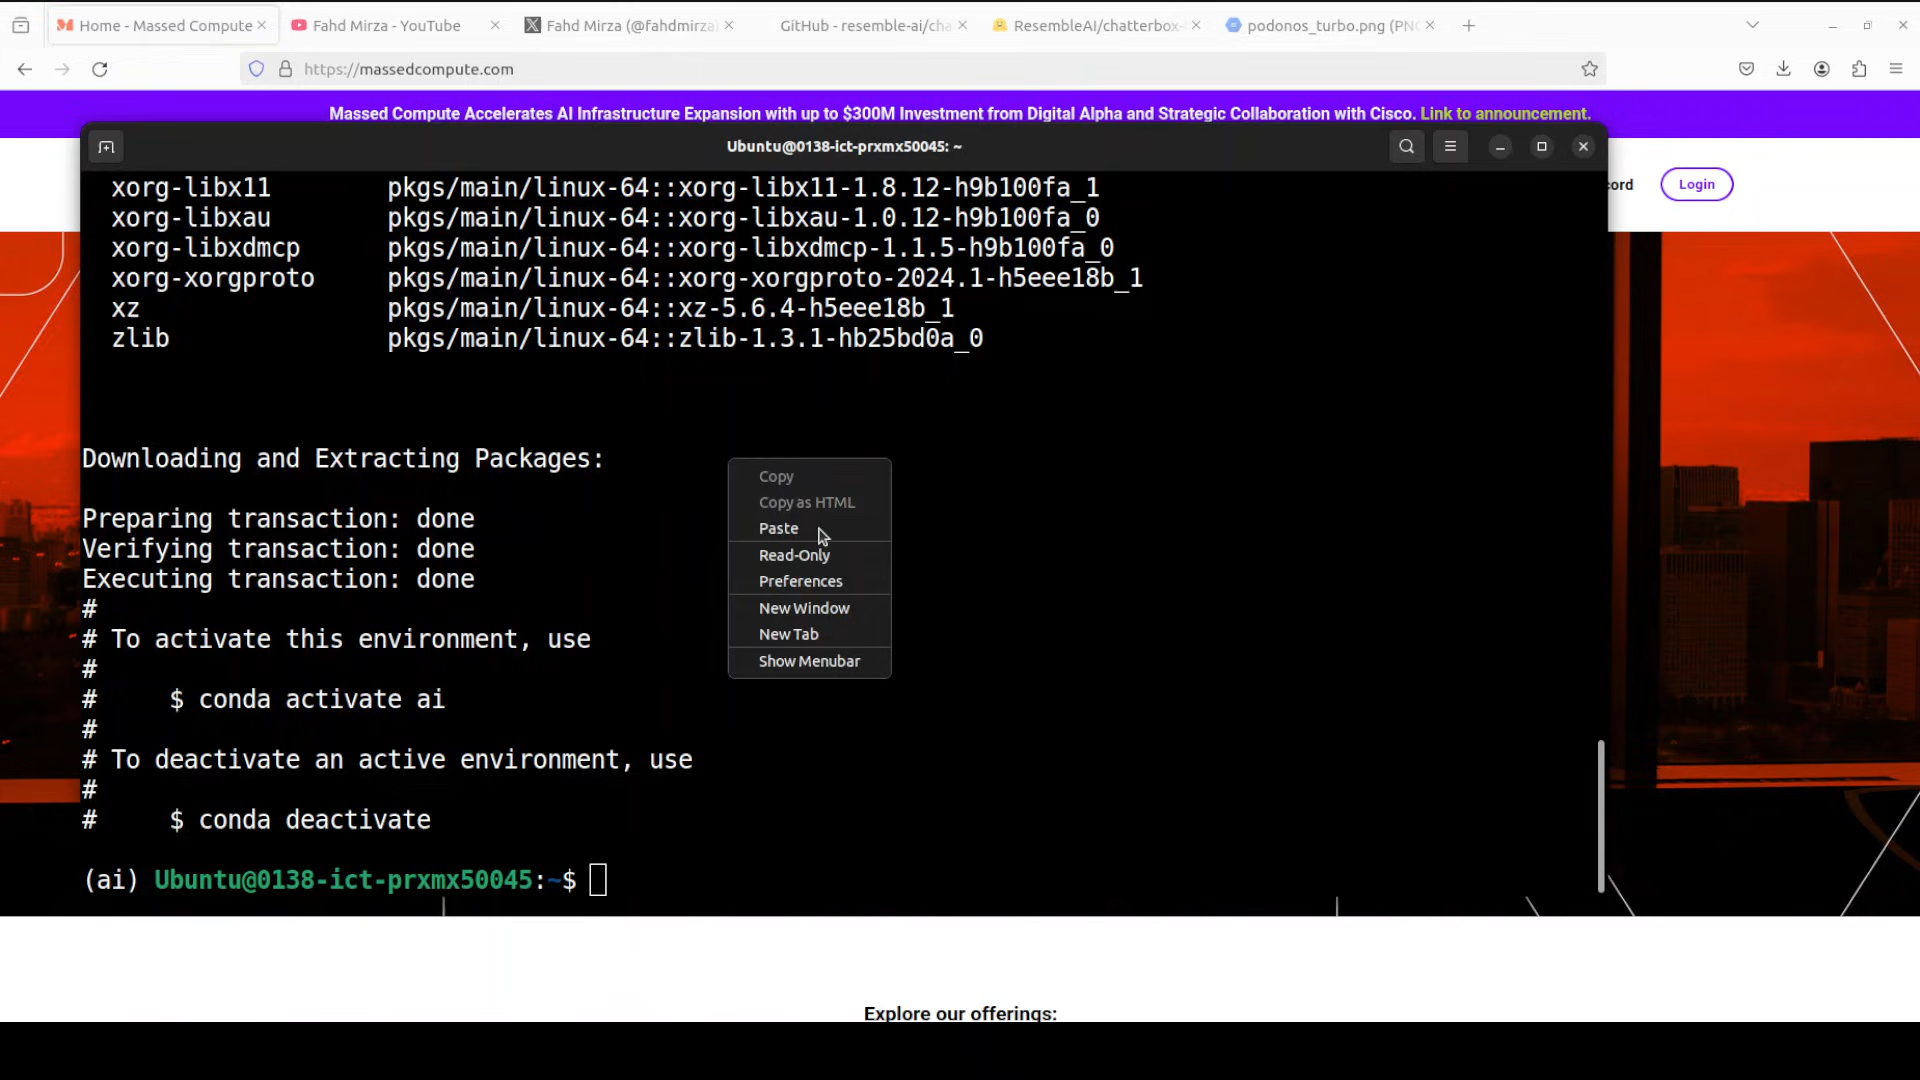 Home - Massed Compute
Fahd Mirza - YouTube
Fahd Mirza (@fahdmirza)
GitHub - resemble-ai/cha
ResembleAI/chatterbox-
podonos_turbo.png (PN
https://massedcompute.com
Massed Compute Accelerates AI Infrastructure Expansion with up to $300M Investment from Digital Alpha and Strategic Collaboration with Cisco. Link to announcement.
Ubuntu@0138-ict-prxmx50045: ~
cord
Login
xorg-libx11 pkgs/main/linux-64::xorg-libx11-1.8.12-h9b100fa_1
xorg-libxau pkgs/main/linux-64::xorg-libxau-1.0.12-h9b100fa_0
xorg-libxdmcp pkgs/main/linux-64::xorg-libxdmcp-1.1.5-h9b100fa_0
xorg-xorgproto pkgs/main/linux-64::xorg-xorgproto-2024.1-h5eee18b_1
xz pkgs/main/linux-64::xz-5.6.4-h5eee18b_1
zlib pkgs/main/linux-64::zlib-1.3.1-hb25bd0a_0
Downloading and Extracting Packages:
Preparing transaction: done
Verifying transaction: done
Executing transaction: done
#
# To activate this environment, use
#
# $ conda activate ai
#
# To deactivate an active environment, use
#
# $ conda deactivate
(ai) Ubuntu@0138-ict-prxmx50045:~$
Copy
Copy as HTML
Paste
Read-Only
Preferences
New Window
New Tab
Show Menubar
Explore our offerings: